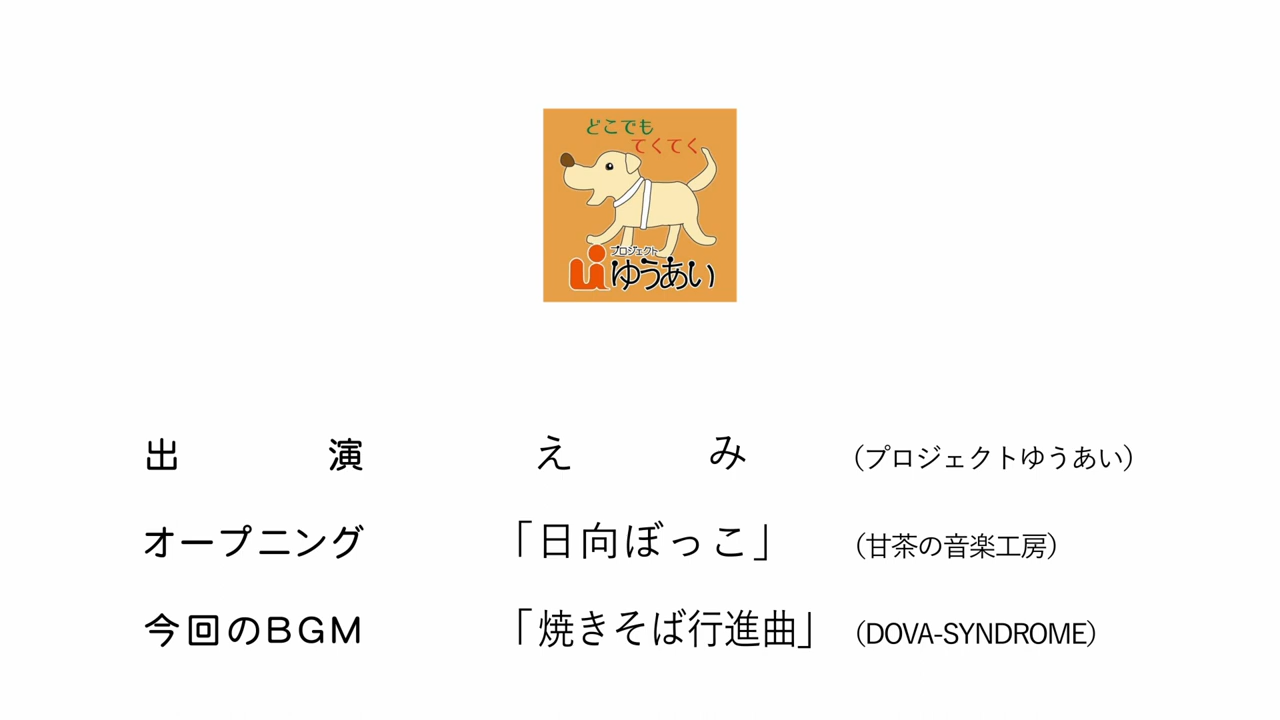 どこでも
てくてく
プロジェクト
ゆうあい
出演 えみ (プロジェクトゆうあい)
オープニング 「日向ぼっこ」 (甘茶の音楽工房)
今回のBGM 「焼きそば行進曲」 (DOVA-SYNDROME)